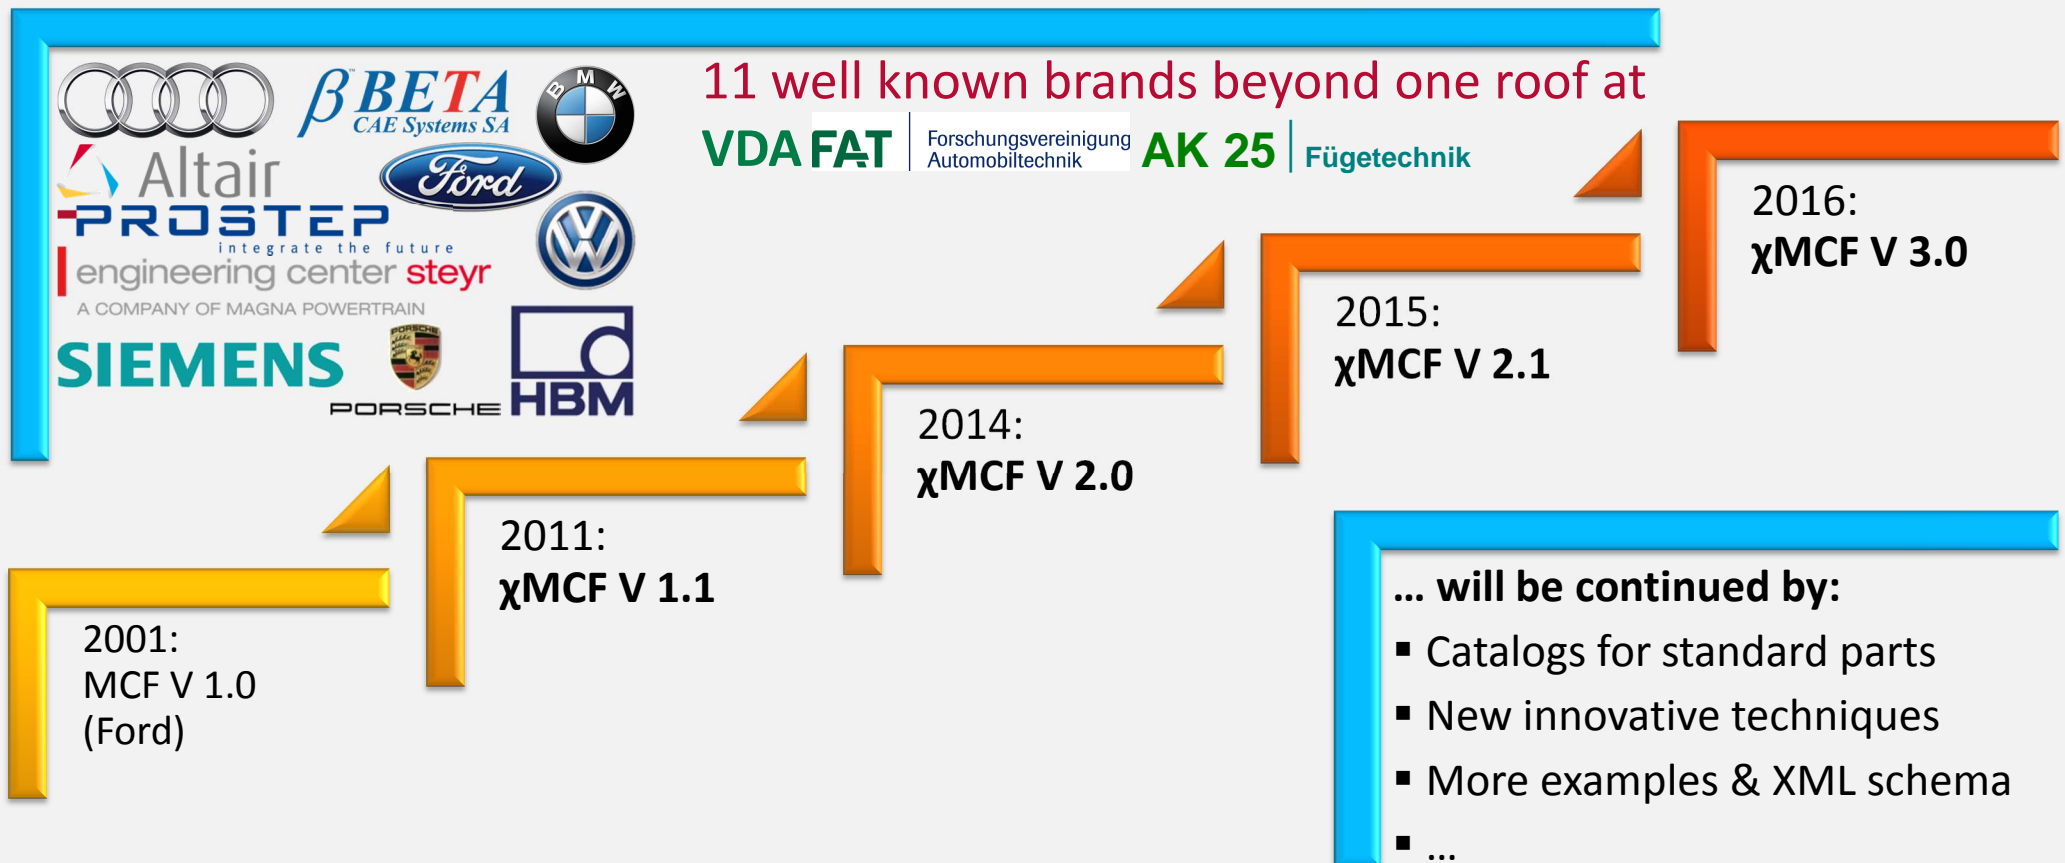 11 well known brands beyond one roof at
VDA FAT Forschungsvereinigung Automobiltechnik AK 25 Fügetechnik
β BETA
CAE Systems SA
BMW
Altair
Ford
PROSTEP
integrate the future
VW
engineering center steyr
A COMPANY OF MAGNA POWERTRAIN
SIEMENS
PORSCHE
PORSCHE
HBM
2001:
MCF V 1.0
(Ford)
2011:
χMCF V 1.1
2014:
χMCF V 2.0
2015:
χMCF V 2.1
2016:
χMCF V 3.0
... will be continued by:
▪ Catalogs for standard parts
▪ New innovative techniques
▪ More examples & XML schema
▪ ...